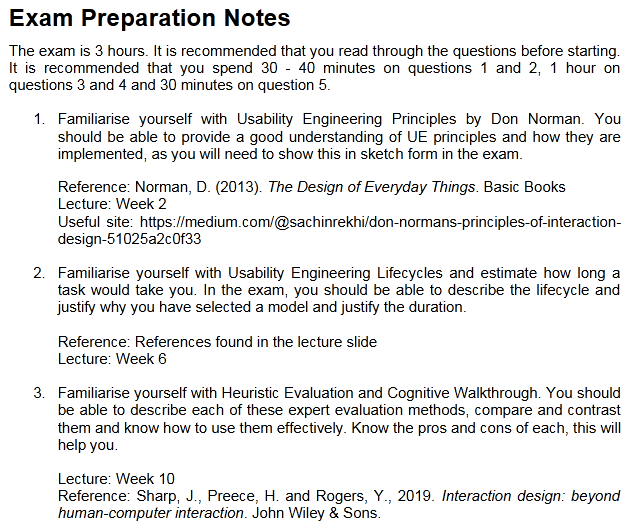 Exam Preparation Notes
The exam is 3 hours. It is recommended that you read through the questions before starting.
It is recommended that you spend 30 - 40 minutes on questions 1 and 2, 1 hour on
questions 3 and 4 and 30 minutes on question 5.
1. Familiarise yourself with Usability Engineering Principles by Don Norman. You
should be able to provide a good understanding of UE principles and how they are
implemented, as you will need to show this in sketch form in the exam.
Reference: Norman, D. (2013). The Design of Everyday Things. Basic Books
Lecture: Week 2
Useful site: https://medium.com/@sachinrekhi/don-normans-principles-of-interaction-
design-51025a2c0f33
2. Familiarise yourself with Usability Engineering Lifecycles and estimate how long a
task would take you. In the exam, you should be able to describe the lifecycle and
justify why you have selected a model and justify the duration.
Reference: References found in the lecture slide
Lecture: Week 6
3. Familiarise yourself with Heuristic Evaluation and Cognitive Walkthrough. You should
be able to describe each of these expert evaluation methods, compare and contrast
them and know how to use them effectively. Know the pros and cons of each, this will
help you.
Lecture: Week 10
Reference: Sharp, J., Preece, H. and Rogers, Y., 2019. Interaction design: beyond
human-computer interaction. John Wiley & Sons.